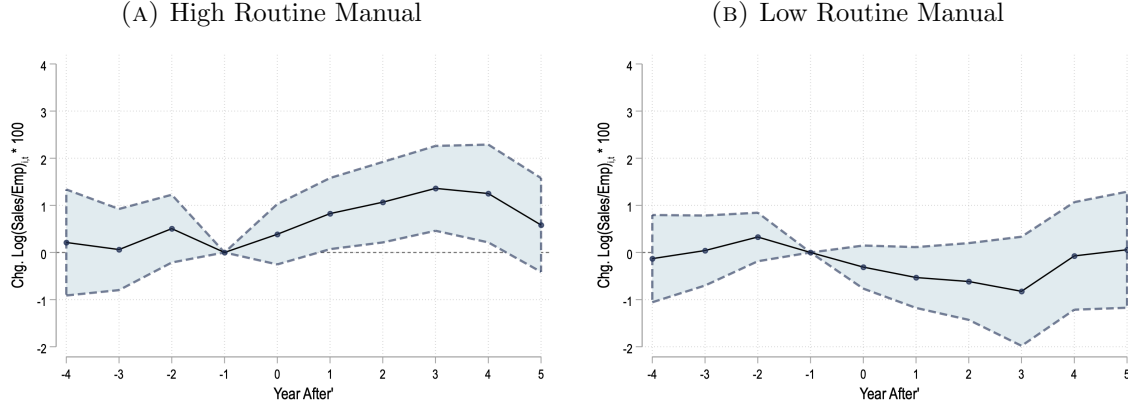 (A) High Routine Manual
4
3
2
1
0
-1
-2
Chg. Log(Sales/Emp)i,t * 100
-4 -3 -2 -1 0 1 2 3 4 5
Year After'
(B) Low Routine Manual
4
3
2
1
0
-1
-2
Chg. Log(Sales/Emp)i,t * 100
-4 -3 -2 -1 0 1 2 3 4 5
Year After'